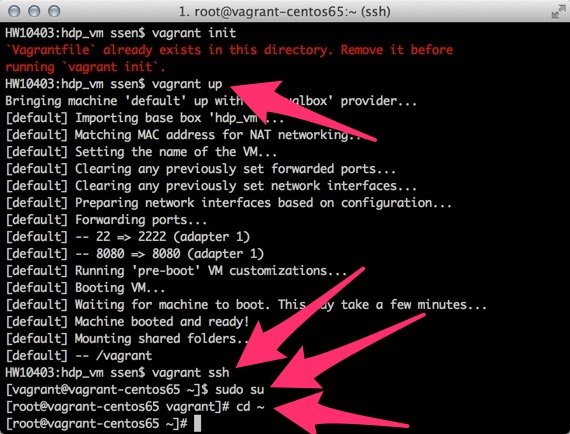 1. root@vagrant-centos65:~ (ssh)
HW10403:hdp_vm ssen$ vagrant init
`Vagrantfile` already exists in this directory. Remove it before
running `vagrant init`.
HW10403:hdp_vm ssen$ vagrant up
Bringing machine 'default' up with provider...
[default] Importing base box 'hdp_vm ...
[default] Matching MAC address for NAT networking...
[default] Setting the name of the VM...
[default] Clearing any previously set forwarded ports...
[default] Clearing any previously set network interfaces...
[default] Preparing network interfaces based on configuration...
[default] Forwarding ports...
[default] -- 22 => 2222 (adapter 1)
[default] -- 8080 => 8080 (adapter 1)
[default] Running 'pre-boot' VM customizations...
[default] Booting VM...
[default] Waiting for machine to boot. This may take a few minutes...
[default] Machine booted and ready!
[default] Mounting shared folders..
[default] -- /vagrant
HW10403:hdp_vm ssen$ vagrant ssh
[vagrant@vagrant-centos65 ~]$ sudo su
[root@vagrant-centos65 vagrant]# cd ~
[root@vagrant-centos65 ~]#